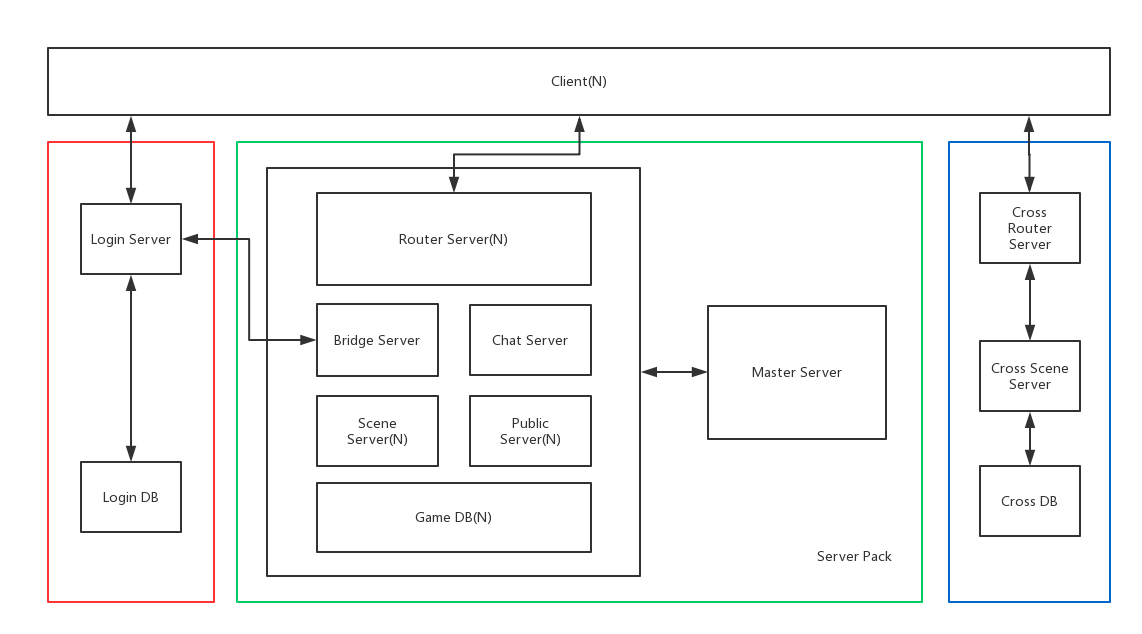 Client(N)
Login Server
Login DB
Router Server(N)
Bridge Server
Chat Server
Scene
Server(N)
Public
Server(N)
Game DB(N)
Master Server
Server Pack
Cross
Router
Server
Cross Scene
Server
Cross DB